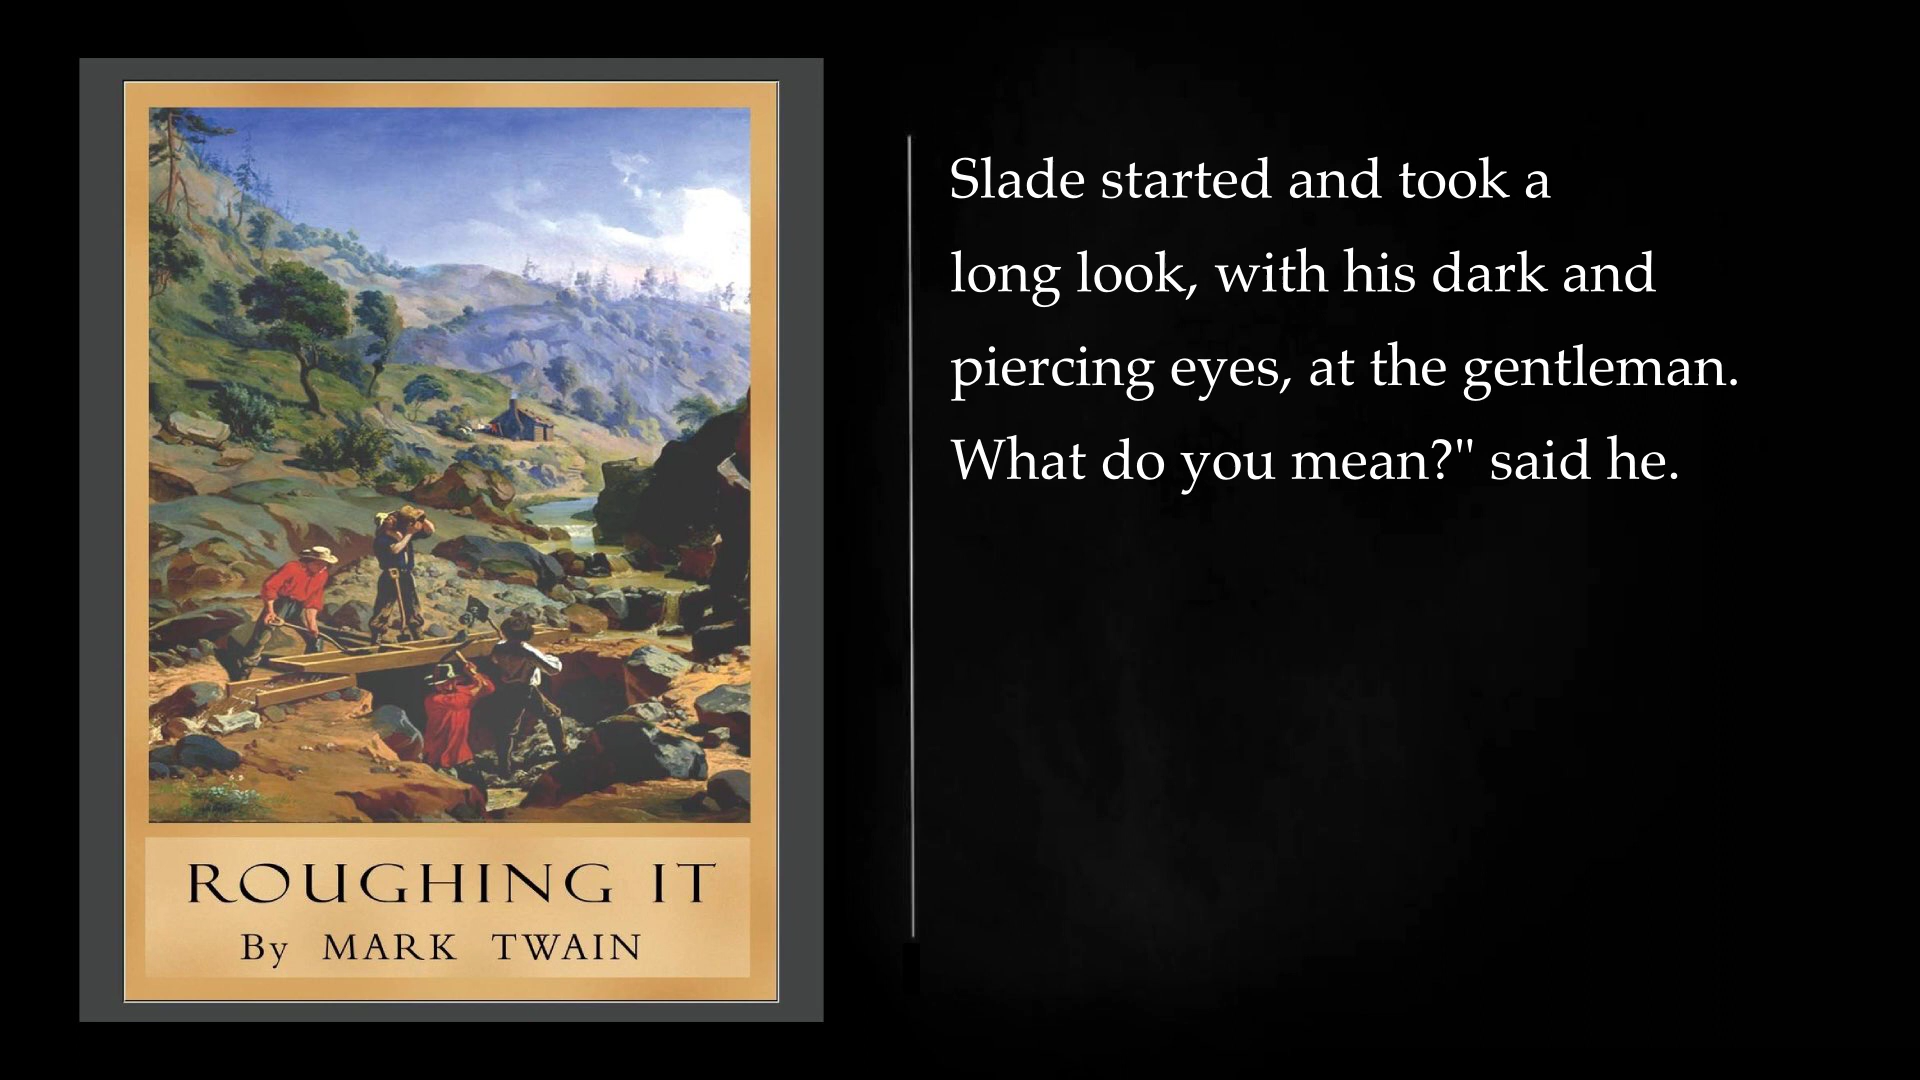 Slade started and took a
long look, with his dark and
piercing eyes, at the gentleman.
What do you mean?" said he.
ROUGHING IT
By MARK TWAIN